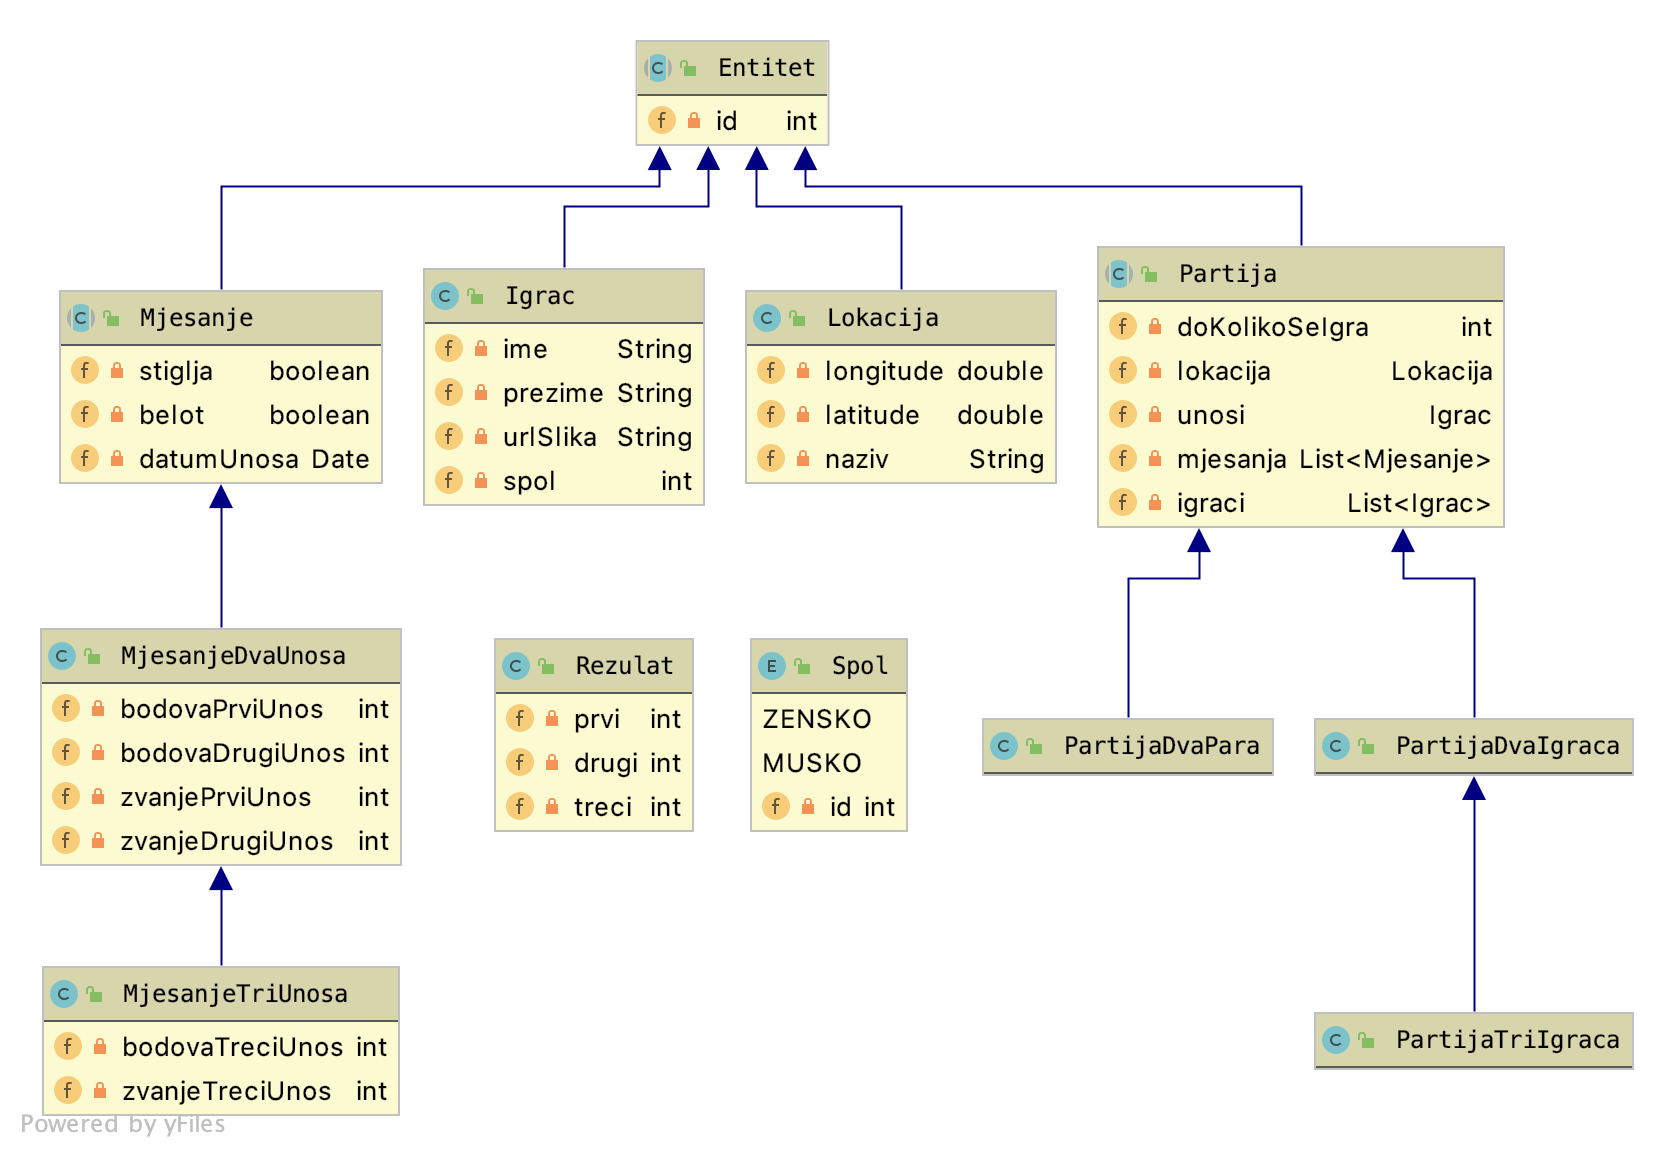 Entitet
id int
Mjesanje
stiglja boolean
belot boolean
datumUnosa Date
Igrac
ime String
prezime String
urlSlika String
spol int
Lokacija
longitude double
latitude double
naziv String
Partija
doKolikoSeIgra int
lokacija Lokacija
unosi Igrac
mjesanja List<Mjesanje>
igraci List<Igrac>
MjesanjeDvaUnosa
bodovaPrviUnos int
bodovaDrugiUnos int
zvanjePrviUnos int
zvanjeDrugiUnos int
Rezulat
prvi int
drugi int
treci int
Spol
ZENSKO
MUSKO
id int
PartijaDvaPara
PartijaDvaIgraca
MjesanjeTriUnosa
bodovaTreciUnos int
zvanjeTreciUnos int
PartijaTriIgraca
Powered by yFiles